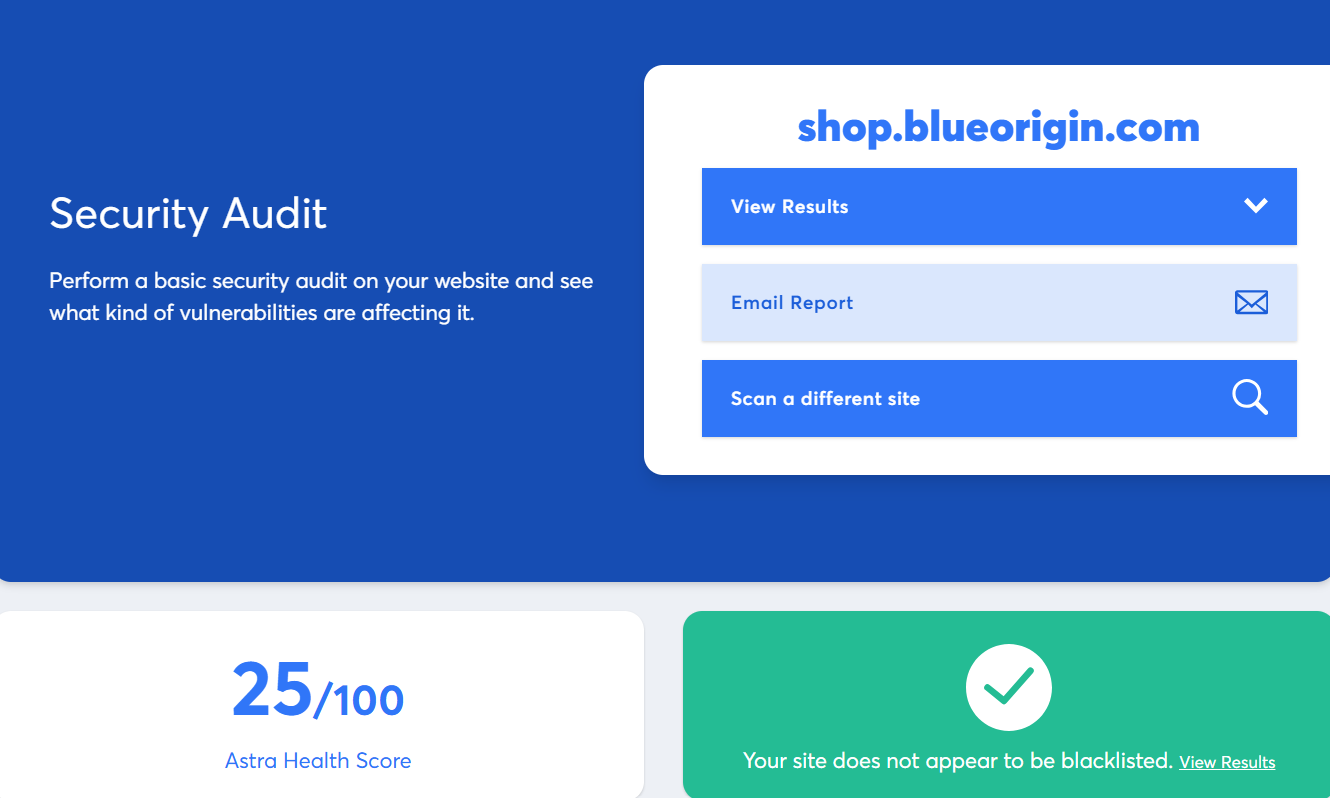 Security Audit
Perform a basic security audit on your website and see
what kind of vulnerabilities are affecting it.
shop.blueorigin.com
View Results
Email Report
Scan a different site
25/100
Astra Health Score
Your site does not appear to be blacklisted. View Results